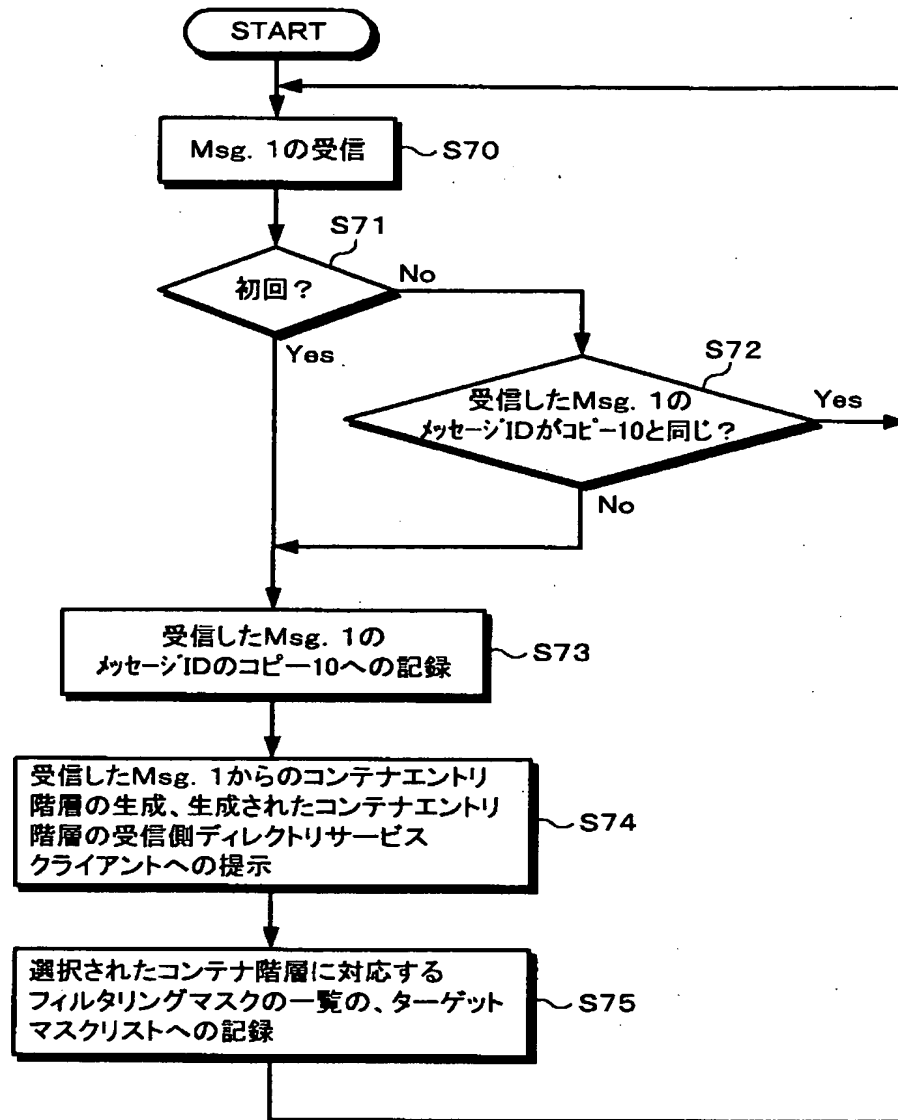 START
Msg. 1の受信
S70
S71
初回？
No
Yes
S72
受信したMsg. 1の
メッセージIDがコピー10と同じ？
Yes
No
受信したMsg. 1の
メッセージIDのコピー10への記録
S73
受信したMsg. 1からのコンテナエントリ
階層の生成、生成されたコンテナエントリ
階層の受信側ディレクトリサービス
クライアントへの提示
S74
選択されたコンテナ階層に対応する
フィルタリングマスクの一覧の、ターゲット
マスクリストへの記録
S75